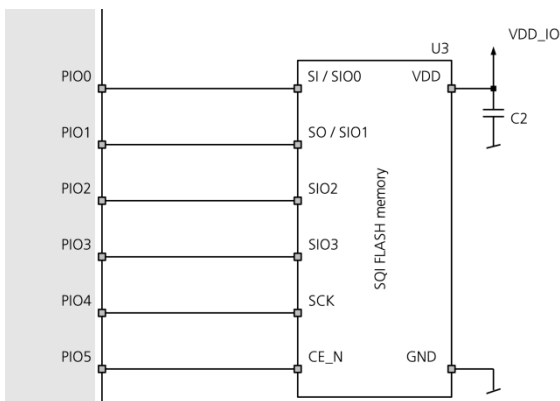 U3
VDD_IO
PIO0 SI / SIO0 VDD
C2
PIO1 SO / SIO1
PIO2 SIO2
SQI FLASH memory
PIO3 SIO3
PIO4 SCK
PIO5 CE_N GND